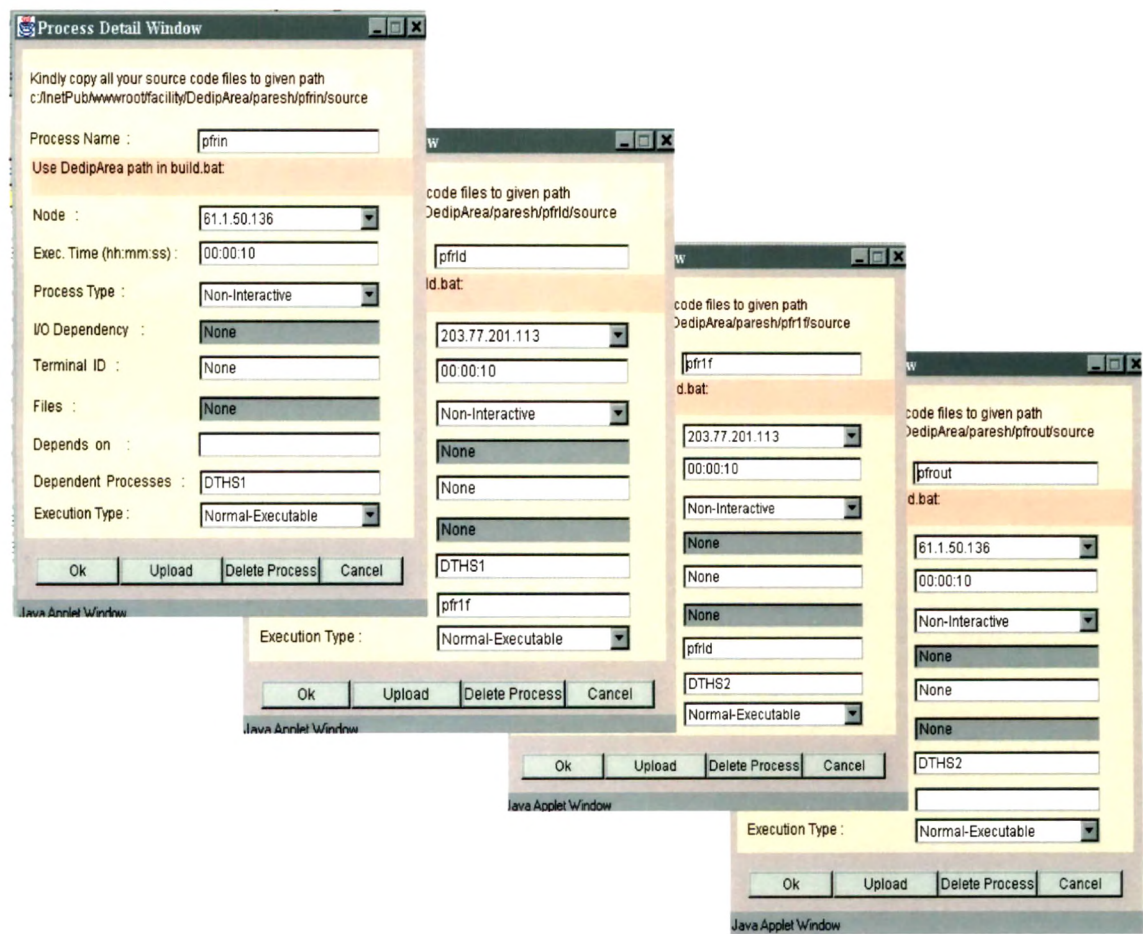 Process Detail Window
Kindly copy all your source code files to given path
c:/InetPub/wwwroot/facility/DedipArea/paresh/pfrin/source
Process Name : pfrin
Use DedipArea path in build.bat:
Node : 61.1.50.136
Exec. Time (hh:mm:ss) : 00:00:10
Process Type : Non-Interactive
I/O Dependency : None
Terminal ID : None
Files : None
Depends on :
Dependent Processes : DTHS1
Execution Type : Normal-Executable
Ok Upload Delete Process Cancel
Java Applet Window
w
code files to given path
DedipArea/paresh/pfrld/source
pfrld
ld.bat:
203.77.201.113
00:00:10
Non-Interactive
None
None
None
DTHS1
pfr1f
Execution Type : Normal-Executable
Ok Upload Delete Process Cancel
Java Applet Window
w
code files to given path
DedipArea/paresh/pfr1f/source
pfr1f
d.bat:
203.77.201.113
00:00:10
Non-Interactive
None
None
None
pfrld
DTHS2
Normal-Executable
Ok Upload Delete Process Cancel
Java Applet Window
w
code files to given path
DedipArea/paresh/pfrout/source
pfrout
d.bat:
61.1.50.136
00:00:10
Non-Interactive
None
None
None
DTHS2
Execution Type : Normal-Executable
Ok Upload Delete Process Cancel
Java Applet Window